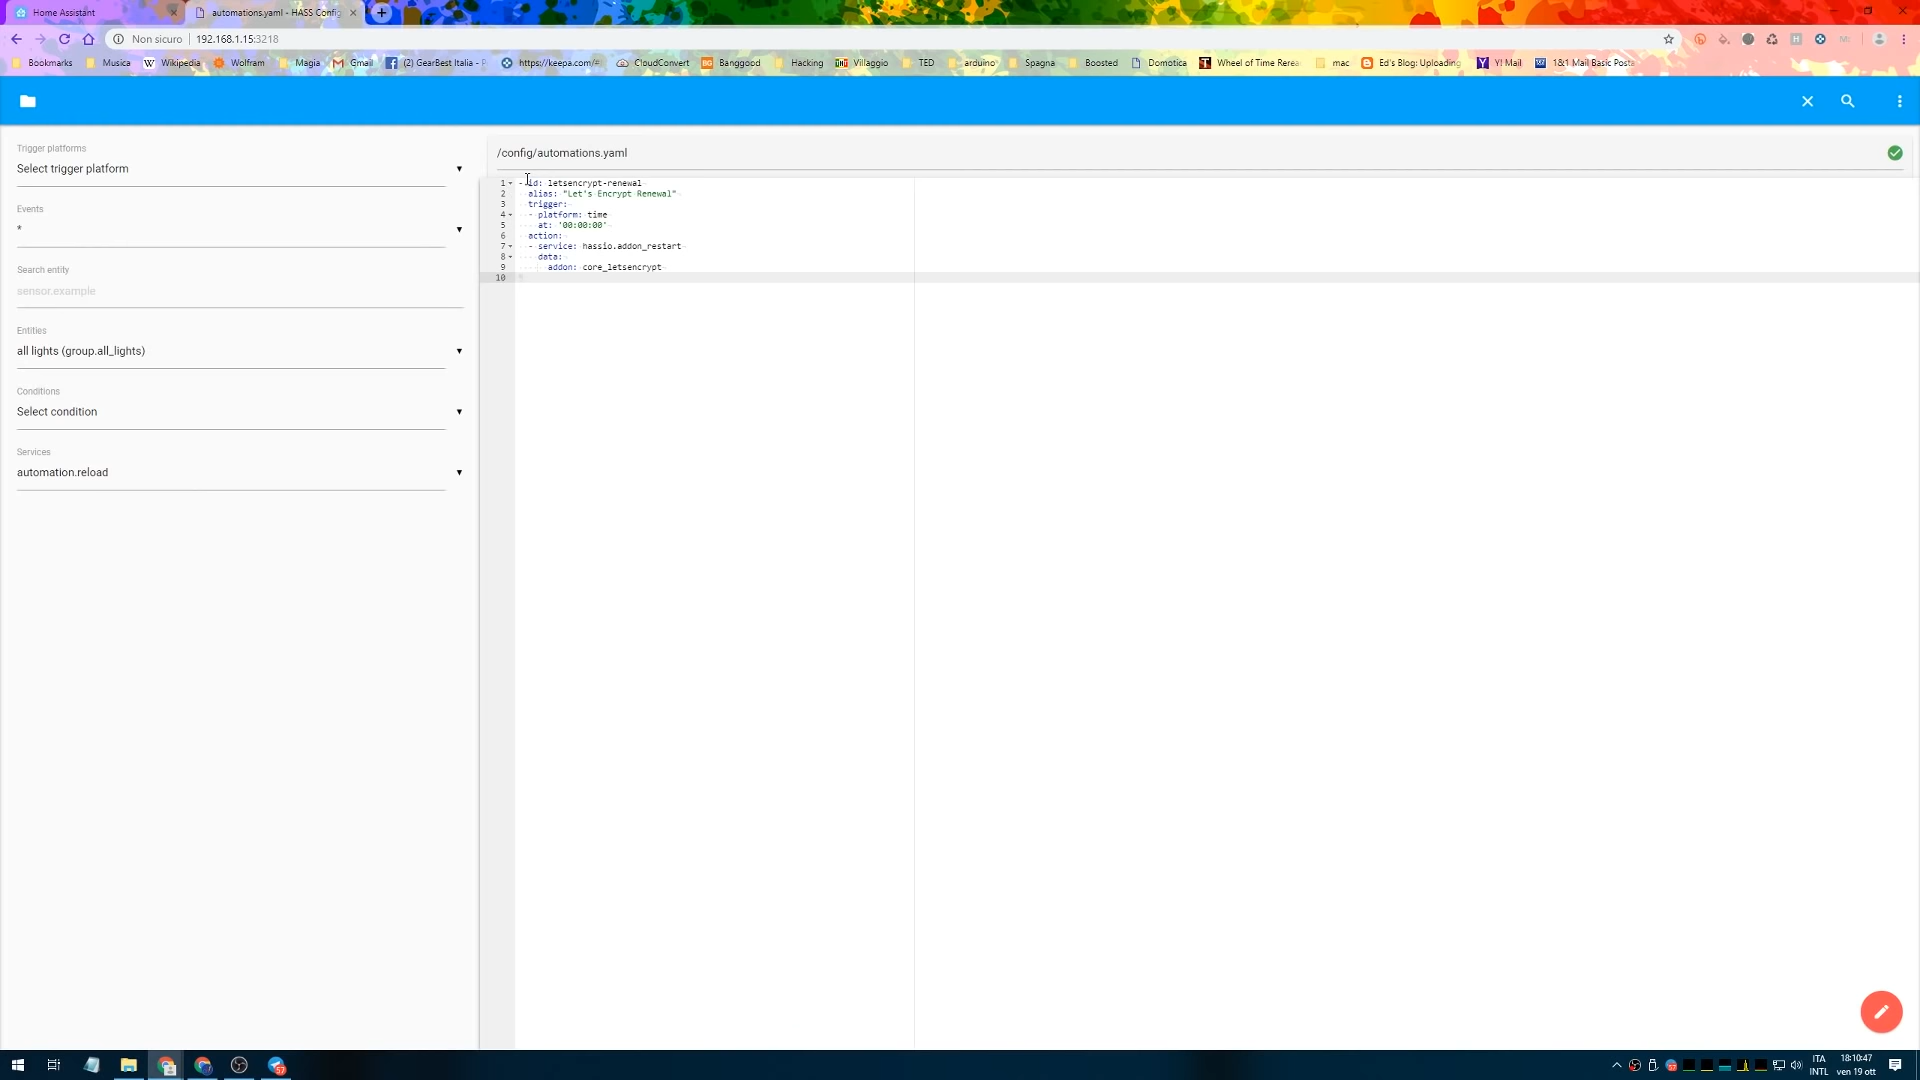 Home Assistant
automations.yaml - HASS Config
Non sicuro 192.168.1.15:3218
Bookmarks Musica Wikipedia Wolfram Magia Gmail (2) GearBest Italia - P https://keepa.com/# CloudConvert Banggood Hacking Villaggio TED arduino Spagna Boosted Domotica Wheel of Time Rerea mac Ed's Blog: Uploading Y! Mail 1&1 Mail Basic Posta
Trigger platforms
Select trigger platform
Events
*
Search entity
sensor.example
Entities
all lights (group.all_lights)
Conditions
Select condition
Services
automation.reload
/config/automations.yaml
1 - id: letsencrypt-renewal
2 alias: "Let's Encrypt Renewal"
3 trigger:
4 - platform: time
5 at: '00:00:00'
6 action:
7 - service: hassio.addon_restart
8 data:
9 addon: core_letsencrypt
10
ITA
INTL
18:10:47
ven 19 ott